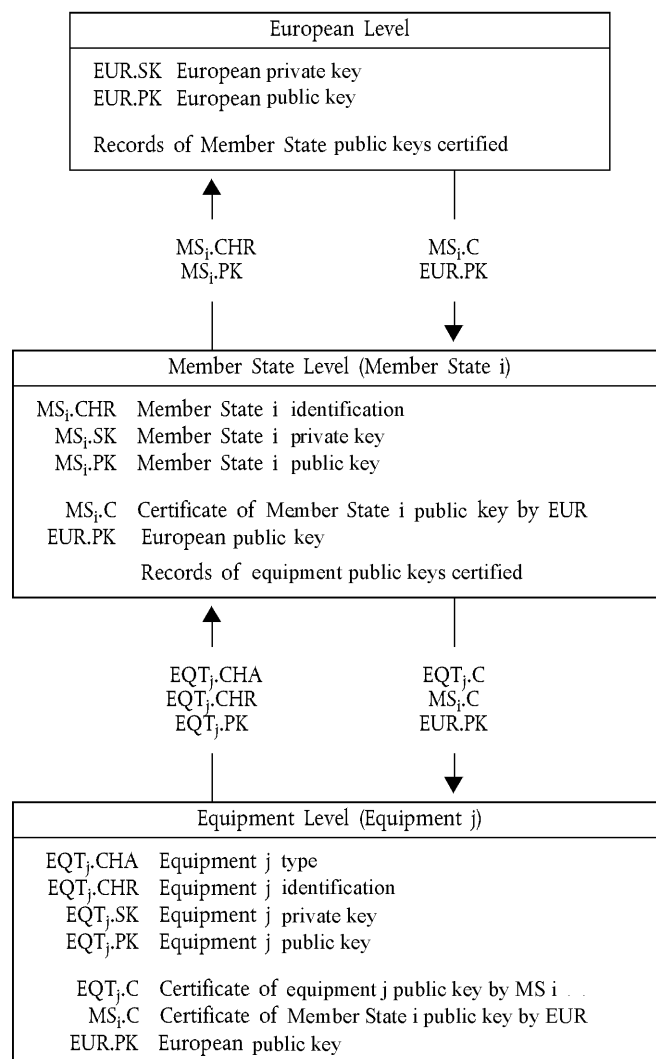 European Level
EUR.SK European private key
EUR.PK European public key
Records of Member State public keys certified
MSi.CHR
MSi.PK
MSi.C
EUR.PK
Member State Level (Member State i)
MSi.CHR Member State i identification
MSi.SK Member State i private key
MSi.PK Member State i public key
MSi.C Certificate of Member State i public key by EUR
EUR.PK European public key
Records of equipment public keys certified
EQTj.CHA
EQTj.CHR
EQTj.PK
EQTj.C
MSi.C
EUR.PK
Equipment Level (Equipment j)
EQTj.CHA Equipment j type
EQTj.CHR Equipment j identification
EQTj.SK Equipment j private key
EQTj.PK Equipment j public key
EQTj.C Certificate of equipment j public key by MS i
MSi.C Certificate of Member State i public key by EUR
EUR.PK European public key